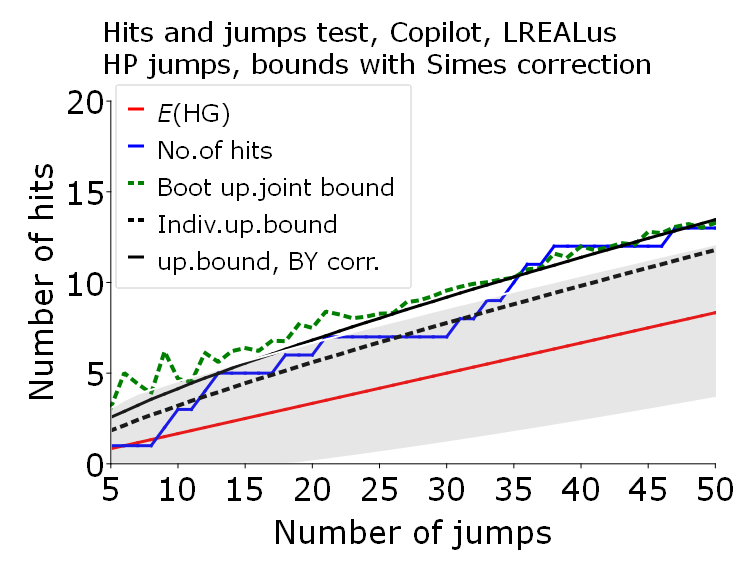 Hits and jumps test, Copilot, LREALus
HP jumps, bounds with Simes correction
E(HG)
No.of hits
Boot up.joint bound
Indiv.up.bound
up.bound, BY corr.
Number of hits
20
15
10
5
0
5 10 15 20 25 30 35 40 45 50
Number of jumps